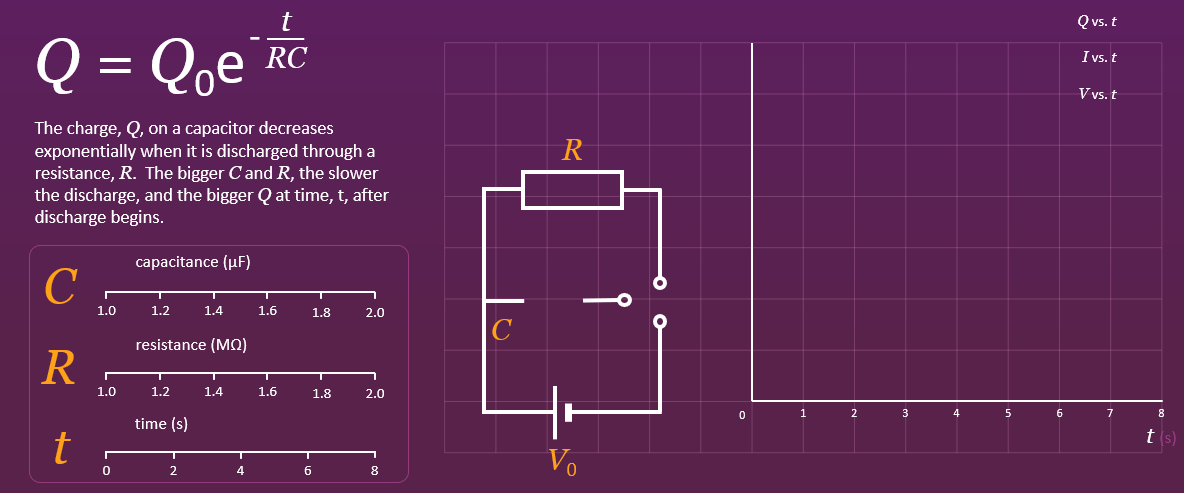 Q = Q₀e^(-t/RC)
The charge, Q, on a capacitor decreases
exponentially when it is discharged through a
resistance, R. The bigger C and R, the slower
the discharge, and the bigger Q at time, t, after
discharge begins.
C
capacitance (μF)
1.0 1.2 1.4 1.6 1.8 2.0
R
resistance (MΩ)
1.0 1.2 1.4 1.6 1.8 2.0
t
time (s)
0 2 4 6 8
R
C
V₀
Q vs. t
I vs. t
V vs. t
0 1 2 3 4 5 6 7 8
t (s)